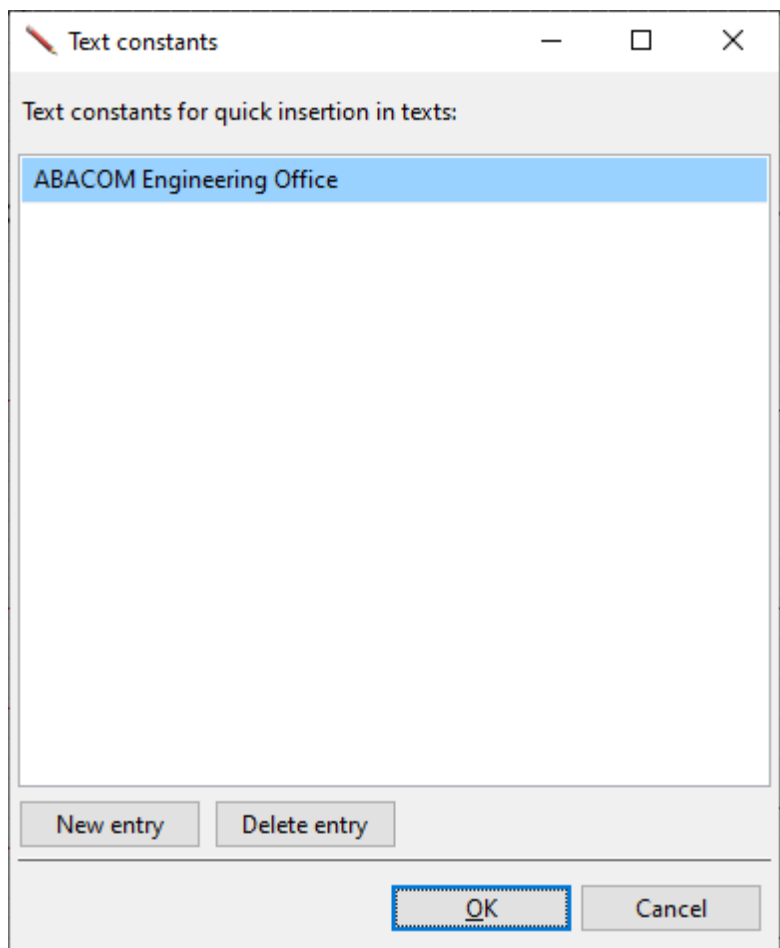 Text constants
Text constants for quick insertion in texts:
ABACOM Engineering Office
New entry
Delete entry
OK
Cancel